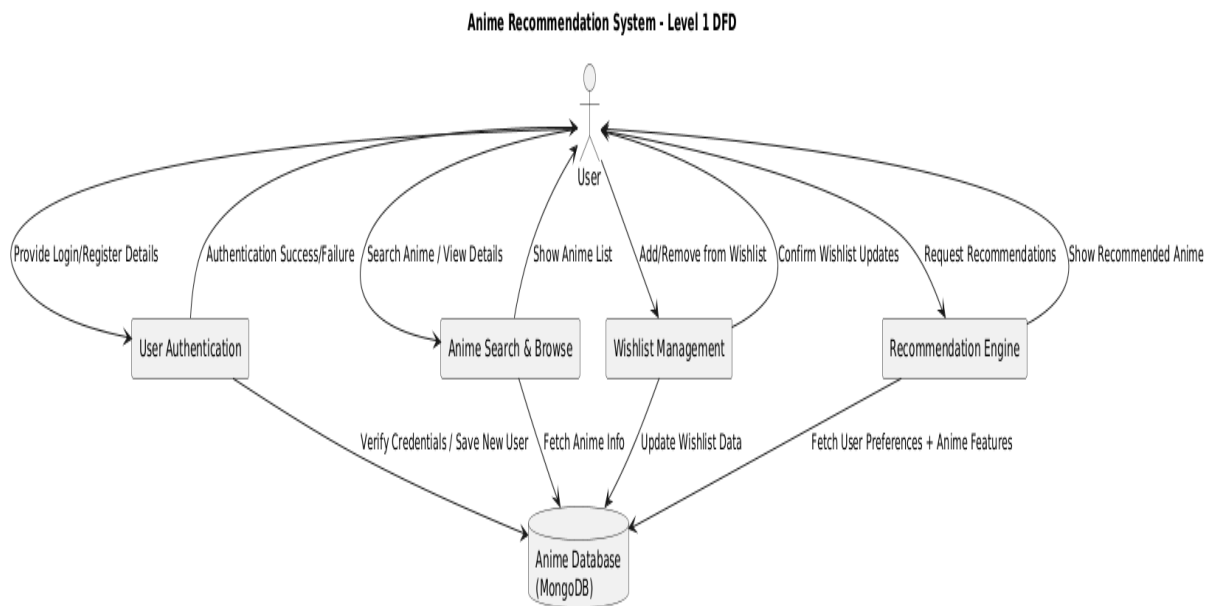 Anime Recommendation System - Level 1 DFD
User
Provide Login/Register Details
Authentication Success/Failure
Search Anime / View Details
Show Anime List
Add/Remove from Wishlist
Confirm Wishlist Updates
Request Recommendations
Show Recommended Anime
User Authentication
Anime Search & Browse
Wishlist Management
Recommendation Engine
Verify Credentials / Save New User
Fetch Anime Info
Update Wishlist Data
Fetch User Preferences + Anime Features
Anime Database
(MongoDB)